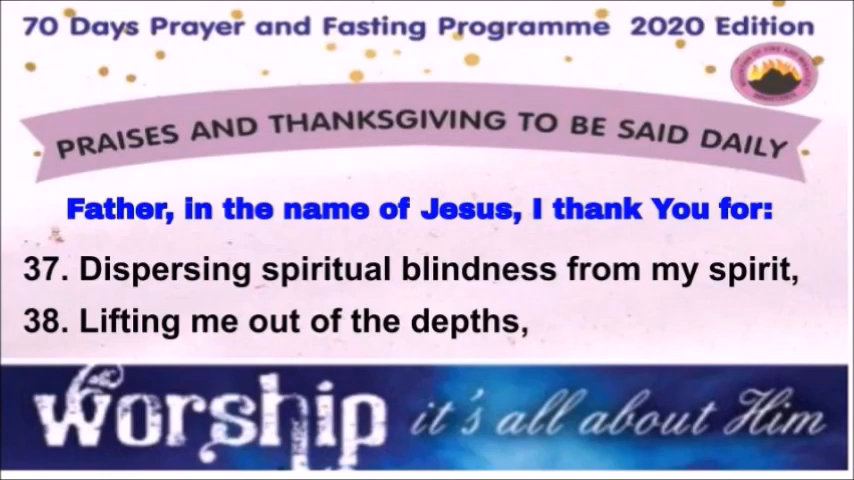 70 Days Prayer and Fasting Programme 2020 Edition
PRAISES AND THANKSGIVING TO BE SAID DAILY
Father, in the name of Jesus, I thank You for:
37. Dispersing spiritual blindness from my spirit,
38. Lifting me out of the depths,
worship it's all about Him